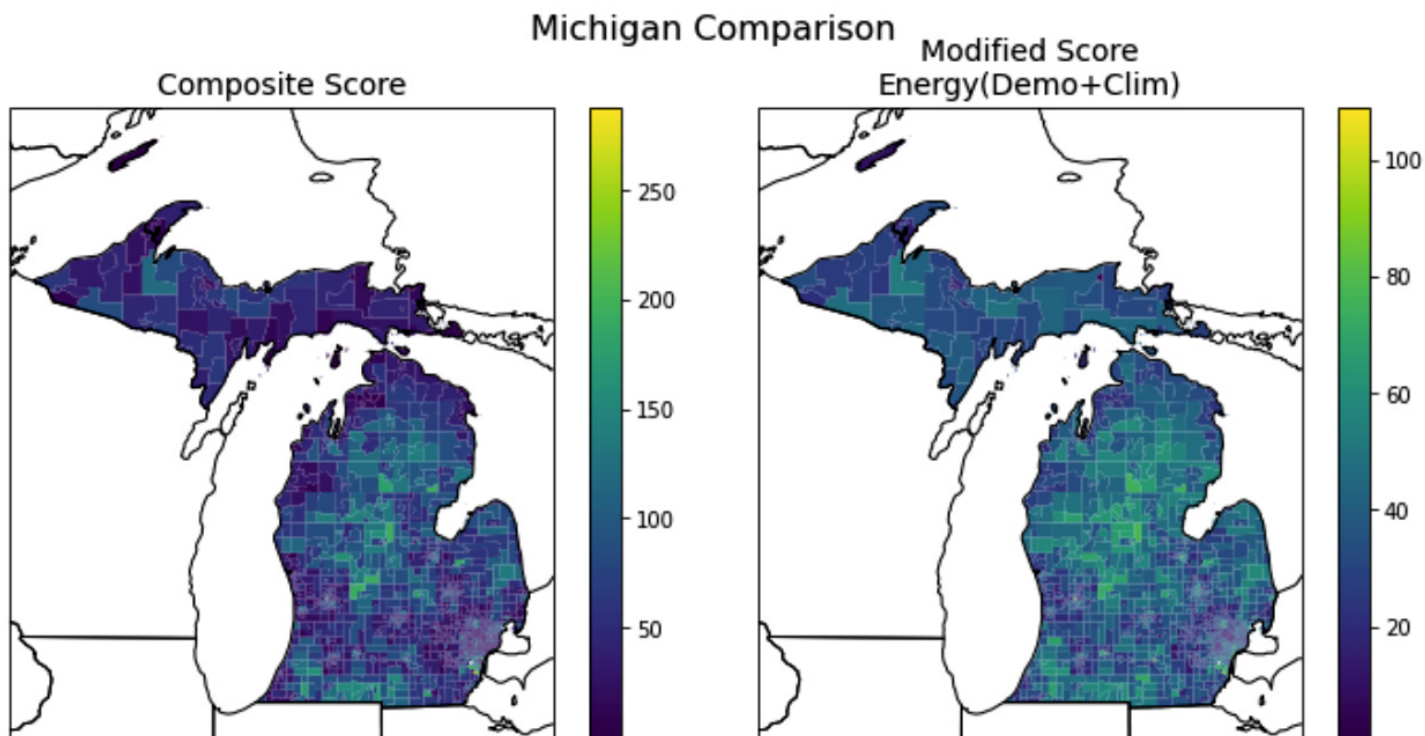 Michigan Comparison
Composite Score
Modified Score
Energy(Demo+Clim)
250
200
150
100
50
100
80
60
40
20